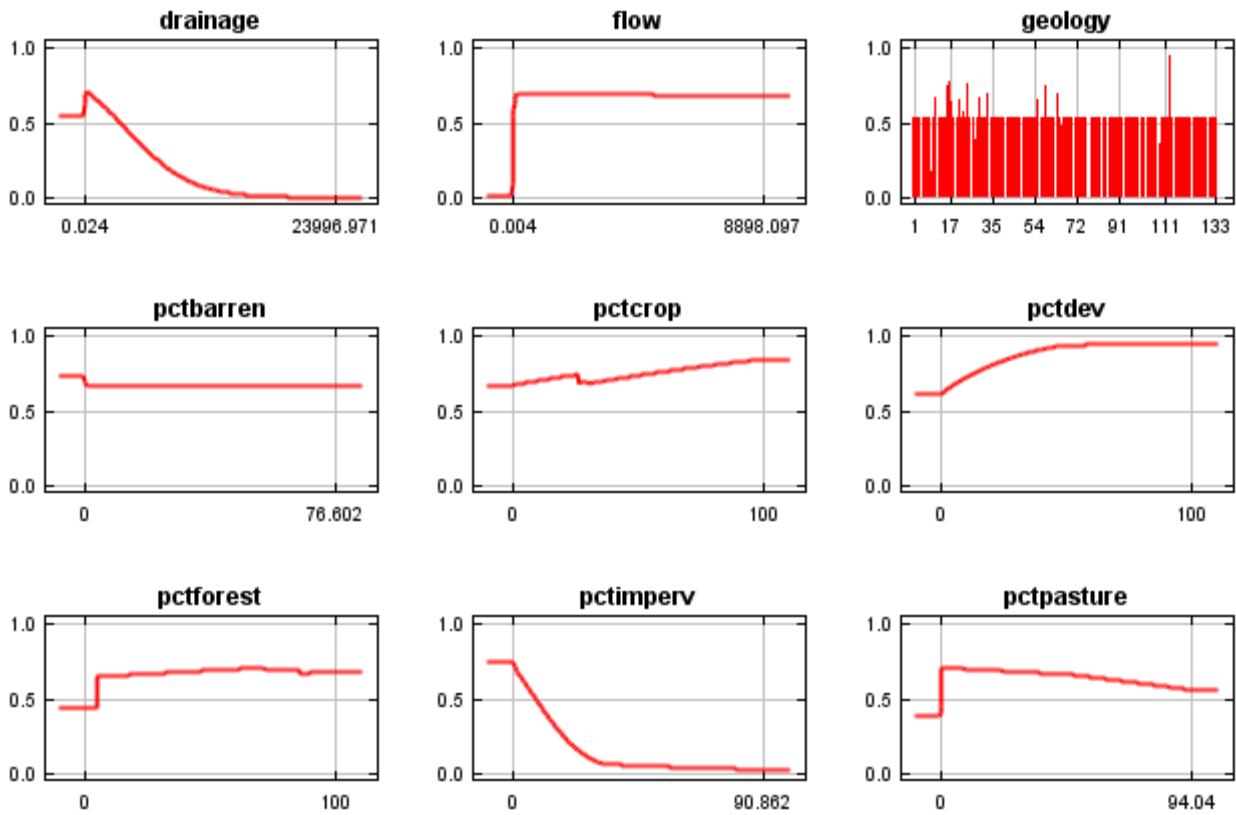 drainage flow geology
1.0 1.0 1.0
0.5 0.5 0.5
0.0 0.0 0.0
0.024 23996.971 0.004 8898.097 1 17 35 54 72 91 111 133
pctbarren pctcrop pctdev
1.0 1.0 1.0
0.5 0.5 0.5
0.0 0.0 0.0
0 76.602 0 100 0 100
pctforest pctimperv pctpasture
1.0 1.0 1.0
0.5 0.5 0.5
0.0 0.0 0.0
0 100 0 90.862 0 94.04